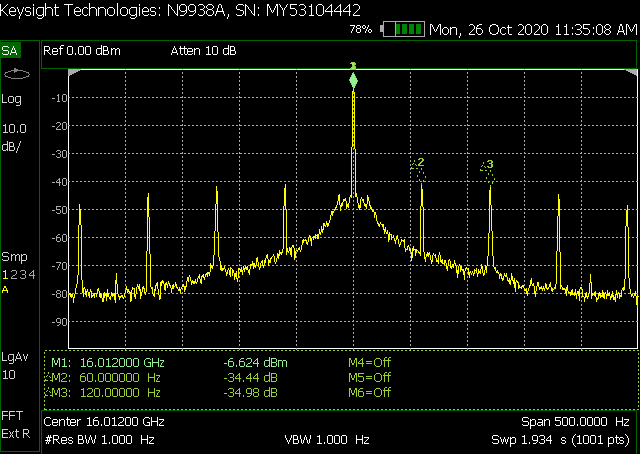 Keysight Technologies: N9938A, SN: MY53104442
78% Mon, 26 Oct 2020 11:35:08 AM
SA Ref 0.00 dBm Atten 10 dB
Log
10.0
dB/
-10
-20
-30
-40
-50
-60
-70
-80
-90
2
3
Smp
1 2 3 4
A
LgAv
10
FFT
Ext R
M1: 16.012000 GHz -6.624 dBm M4=Off
ΔM2: 60.000000 Hz -34.44 dB M5=Off
ΔM3: 120.00000 Hz -34.98 dB M6=Off
Center 16.01200 GHz Span 500.0000 Hz
#Res BW 1.000 Hz VBW 1.000 Hz Swp 1.934 s (1001 pts)